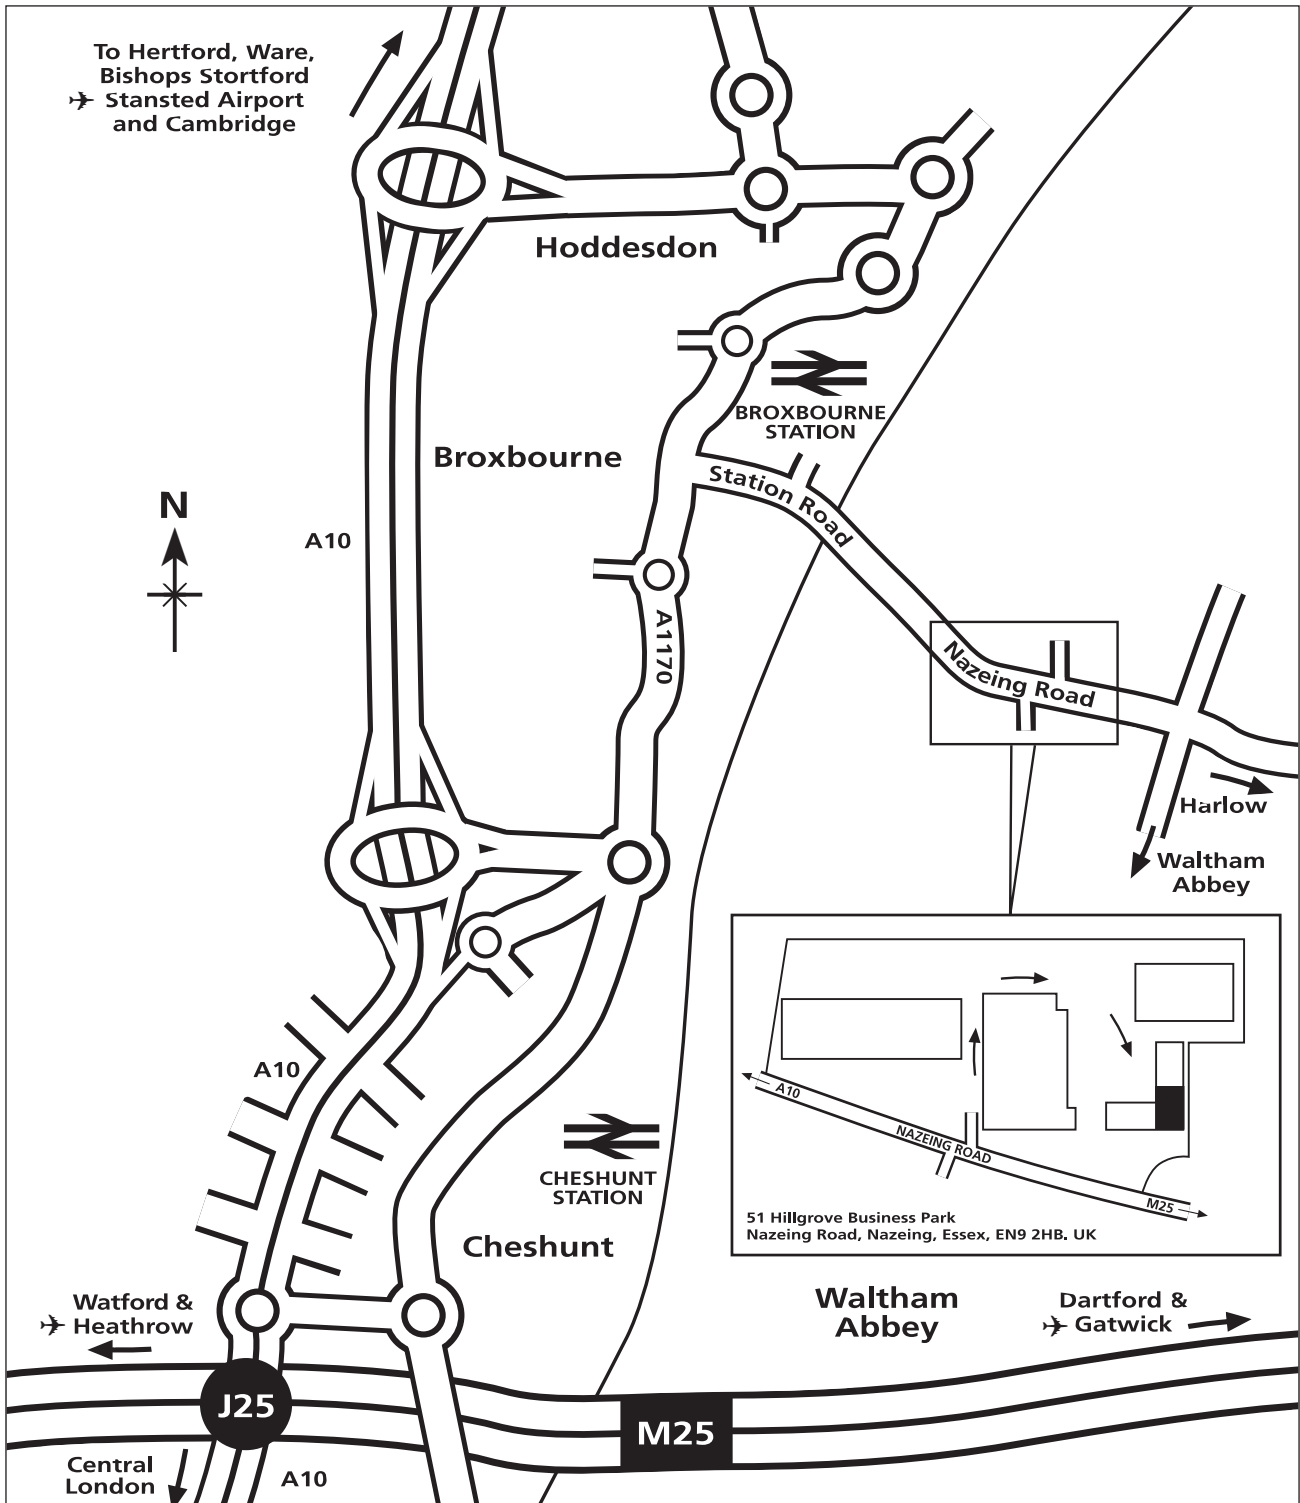 To Hertford, Ware,
Bishops Stortford
Stansted Airport
and Cambridge
Hoddesdon
BROXBOURNE
STATION
Broxbourne
Station Road
N
A10
A1170
Nazeing Road
Harlow
Waltham
Abbey
A10
A10
NAZEING ROAD
M25
51 Hillgrove Business Park
Nazeing Road, Nazeing, Essex, EN9 2HB. UK
CHESHUNT
STATION
Cheshunt
Watford &
Heathrow
Waltham
Abbey
Dartford &
Gatwick
J25
M25
Central
London
A10